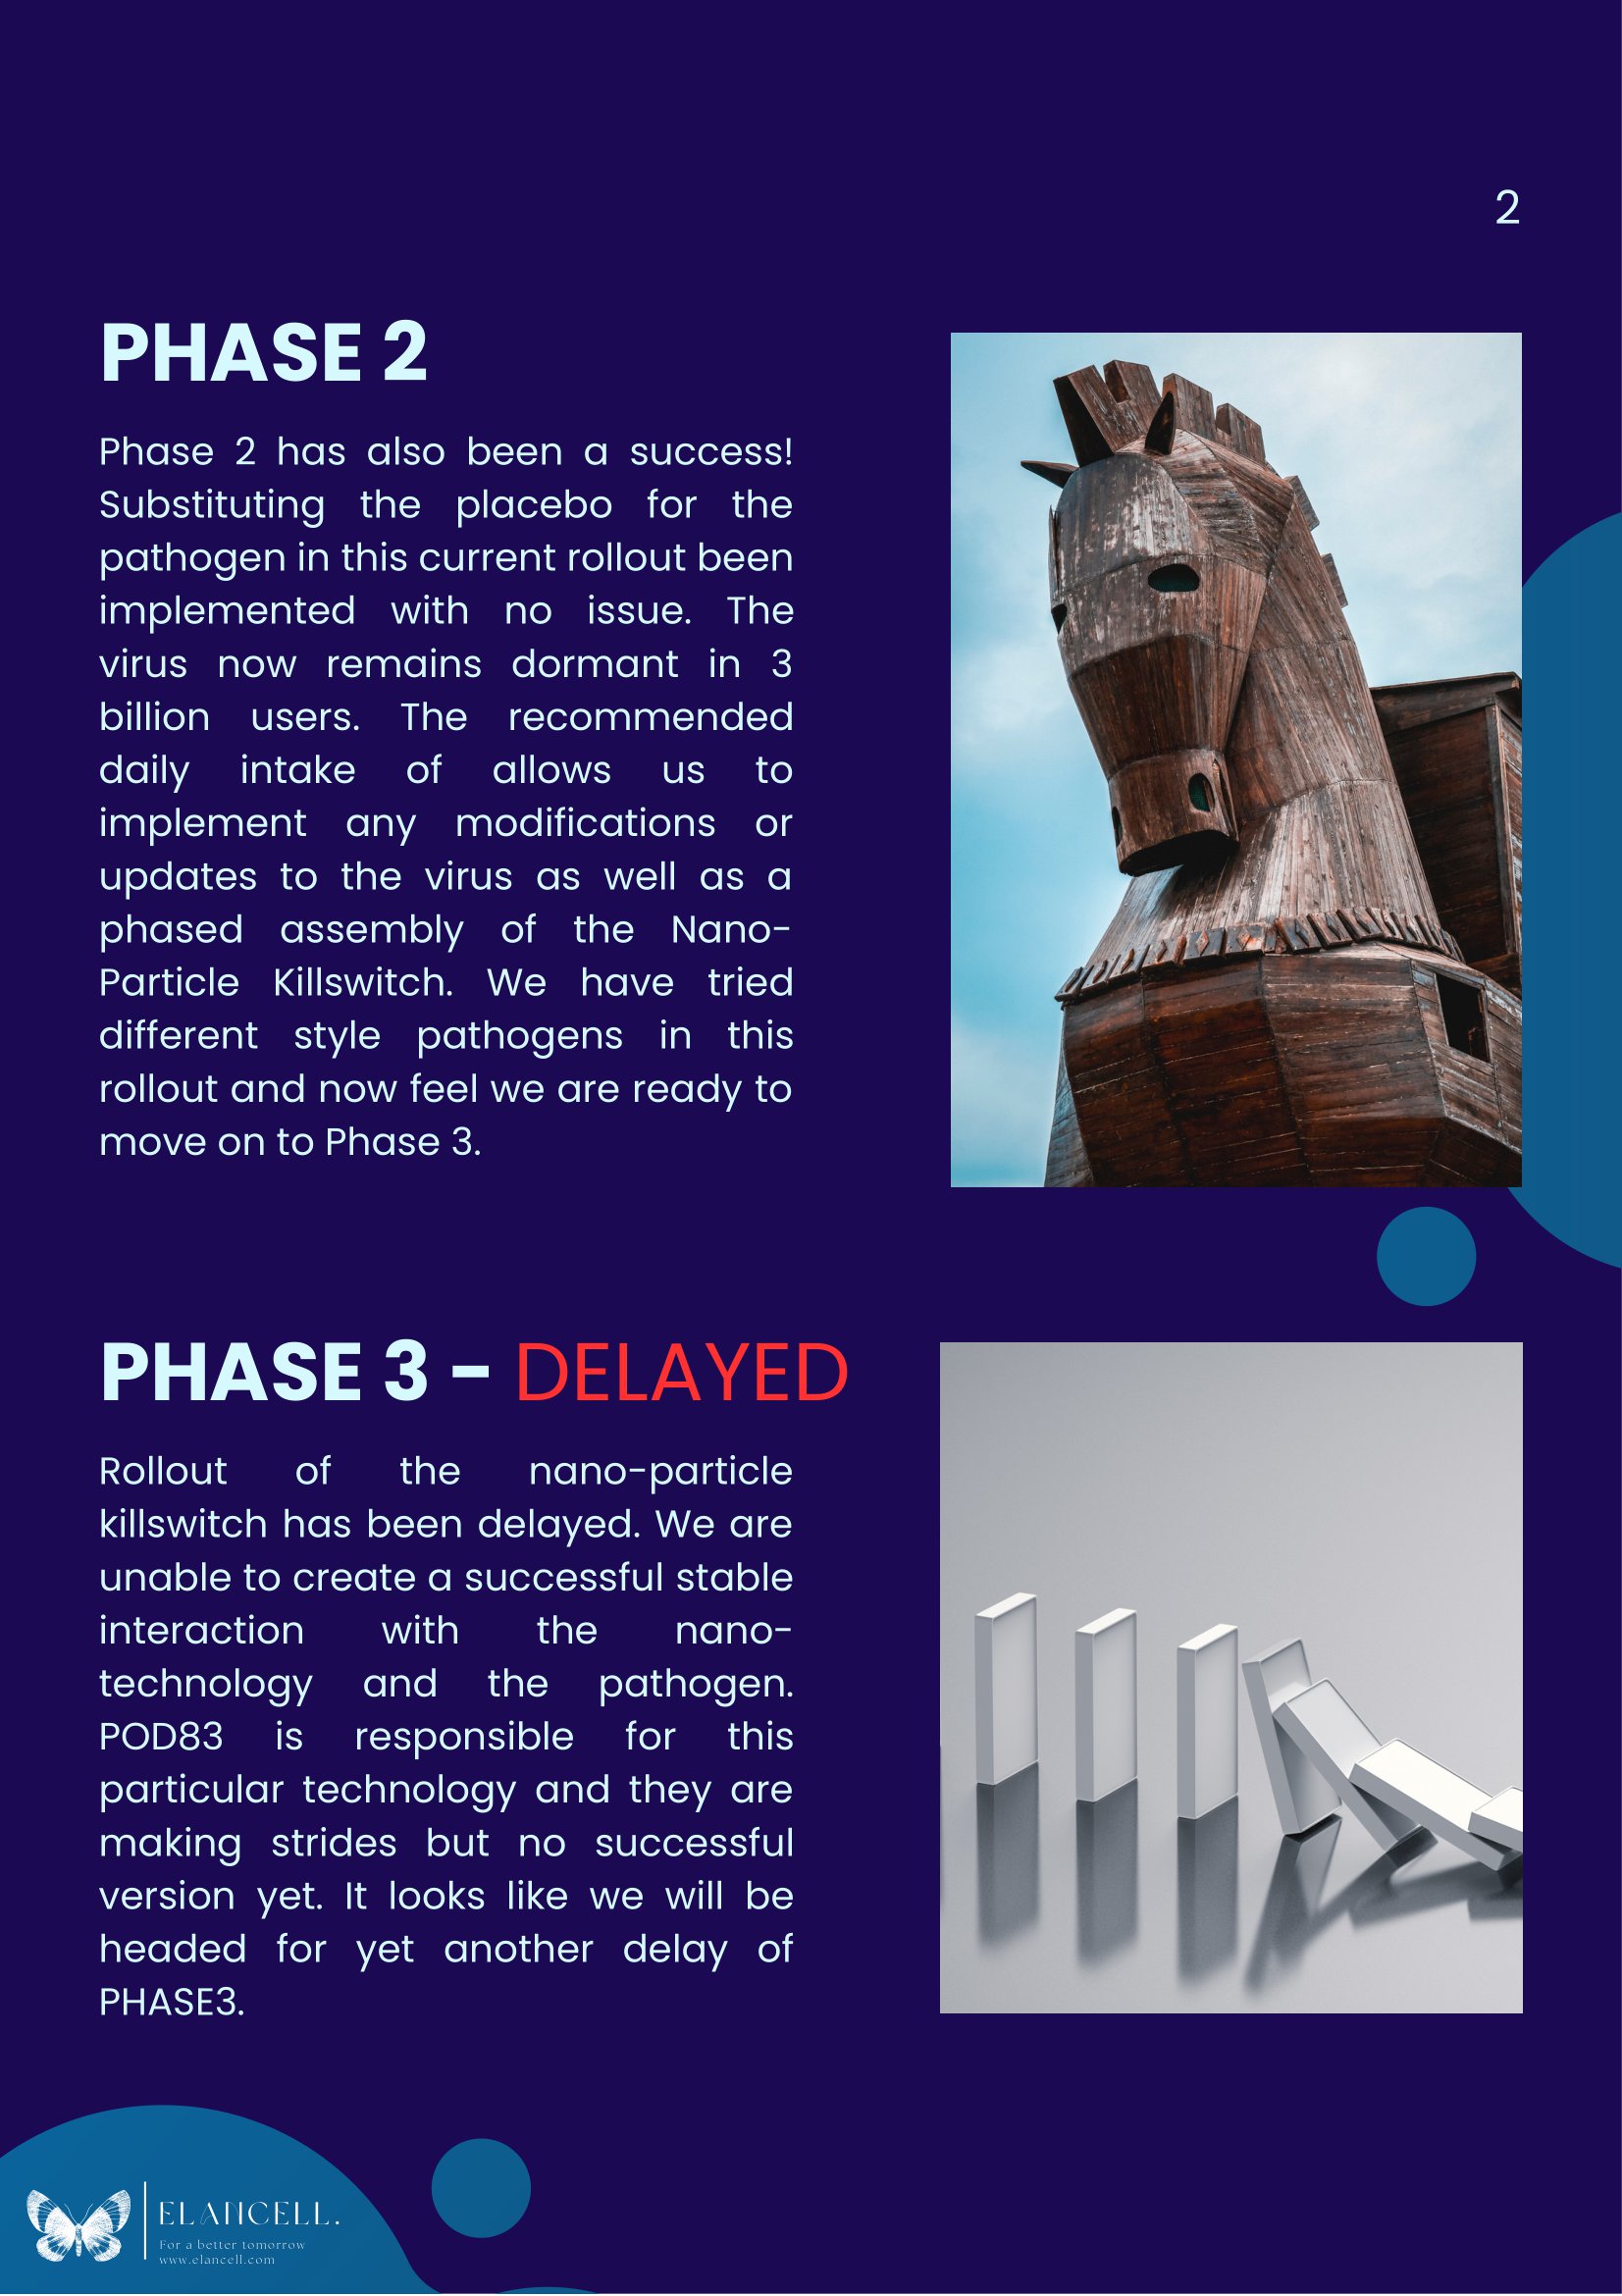 2
PHASE 2
Phase 2 has also been a success!
Substituting the placebo for the
pathogen in this current rollout been
implemented with no issue. The
virus now remains dormant in 3
billion users. The recommended
daily intake of allows us to
implement any modifications or
updates to the virus as well as a
phased assembly of the Nano-
Particle Killswitch. We have tried
different style pathogens in this
rollout and now feel we are ready to
move on to Phase 3.
PHASE 3 - DELAYED
Rollout of the nano-particle
killswitch has been delayed. We are
unable to create a successful stable
interaction with the nano-
technology and the pathogen.
POD83 is responsible for this
particular technology and they are
making strides but no successful
version yet. It looks like we will be
headed for yet another delay of
PHASE3.
ELANCELL.
For a better tomorrow
www.elancell.com